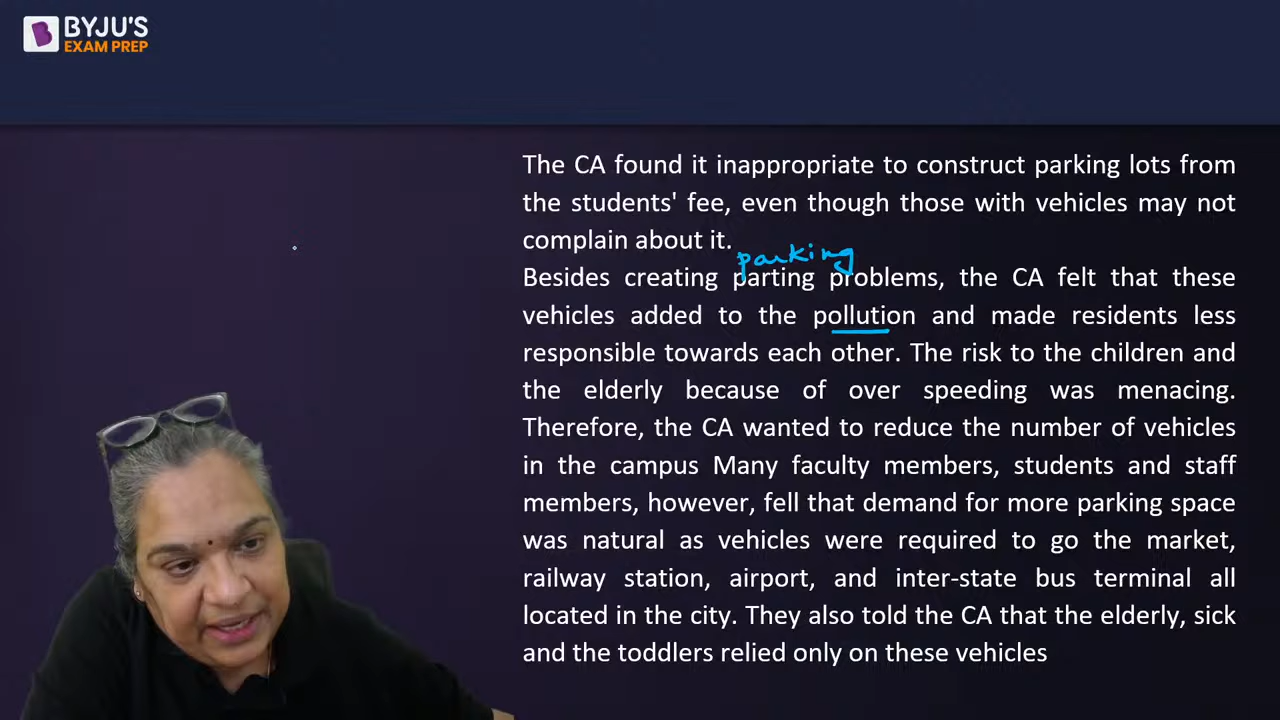 BYJU'S
EXAM PREP
The CA found it inappropriate to construct parking lots from
the students' fee, even though those with vehicles may not
complain about it.
parking
Besides creating parting problems, the CA felt that these
vehicles added to the pollution and made residents less
responsible towards each other. The risk to the children and
the elderly because of over speeding was menacing.
Therefore, the CA wanted to reduce the number of vehicles
in the campus Many faculty members, students and staff
members, however, fell that demand for more parking space
was natural as vehicles were required to go the market,
railway station, airport, and inter-state bus terminal all
located in the city. They also told the CA that the elderly, sick
and the toddlers relied only on these vehicles